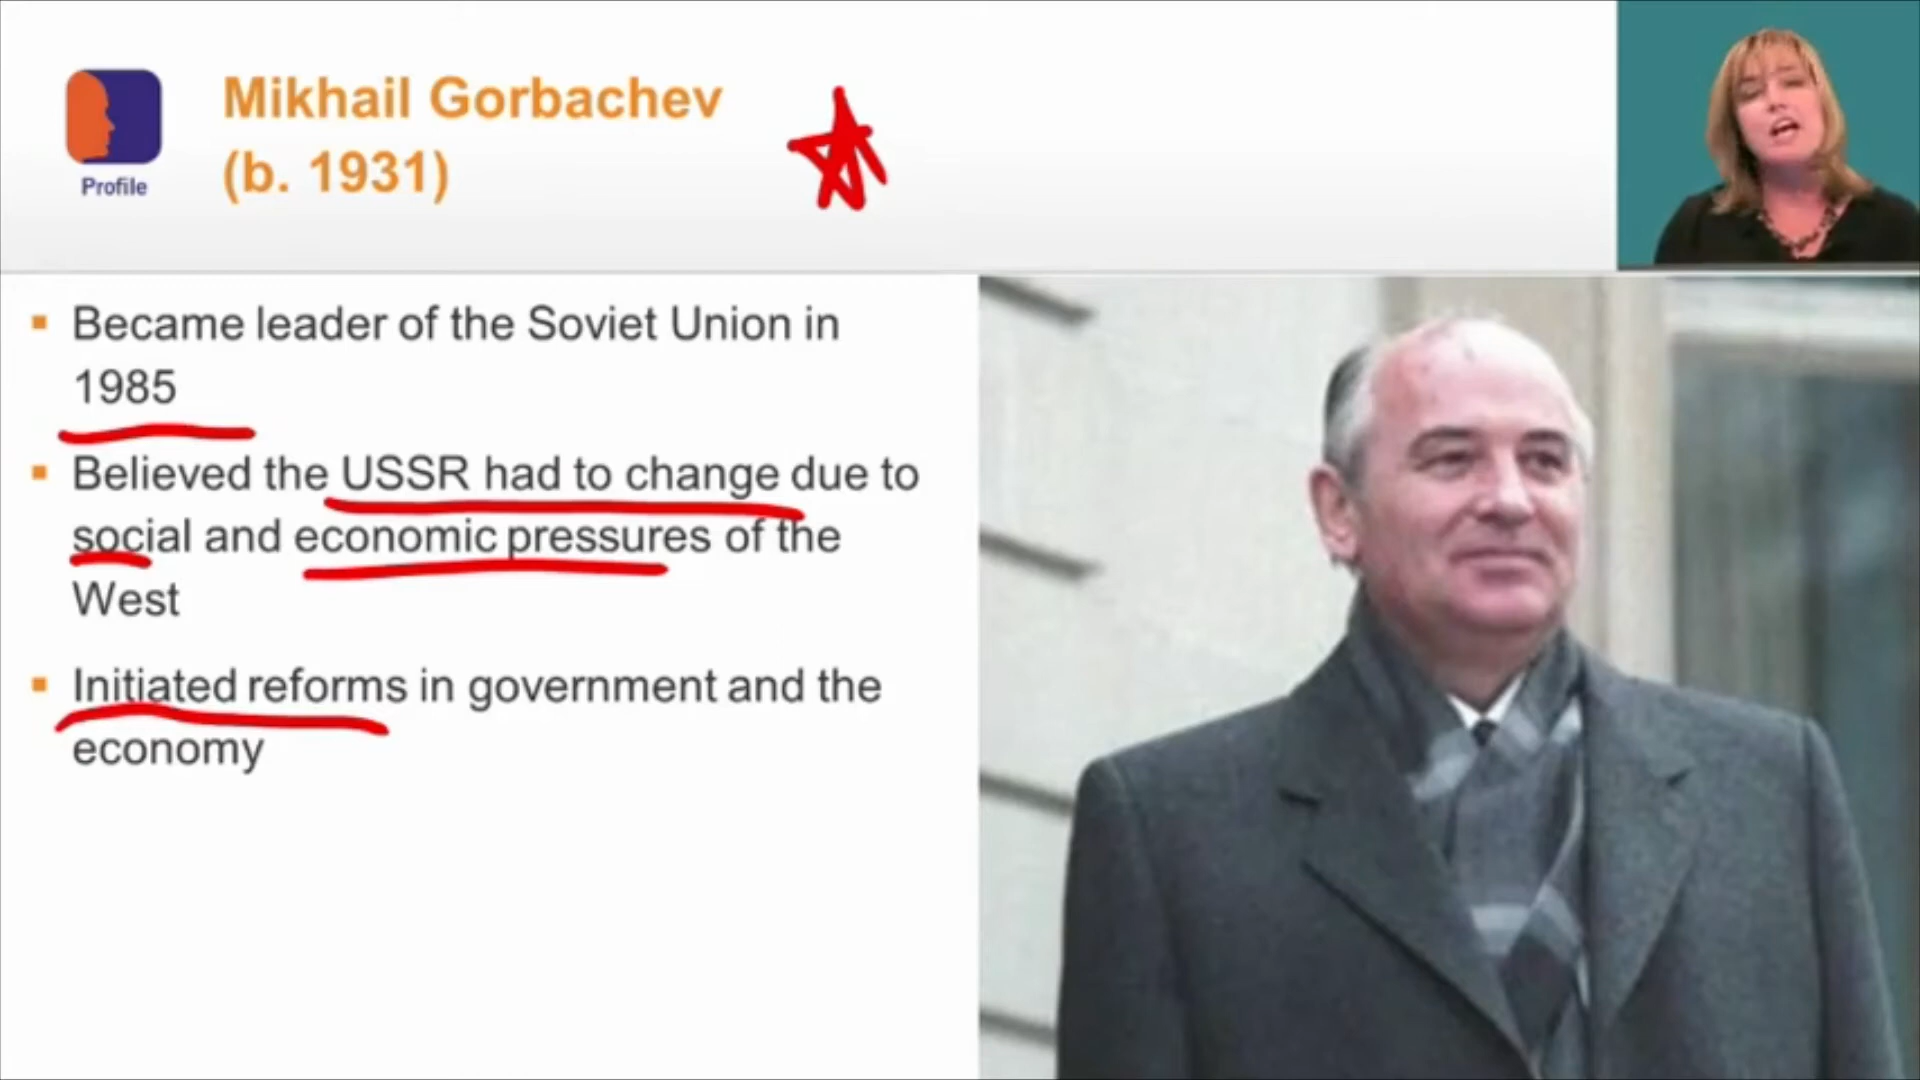 Mikhail Gorbachev
(b. 1931)
Profile
▪ Became leader of the Soviet Union in
1985
▪ Believed the USSR had to change due to
social and economic pressures of the
West
▪ Initiated reforms in government and the
economy